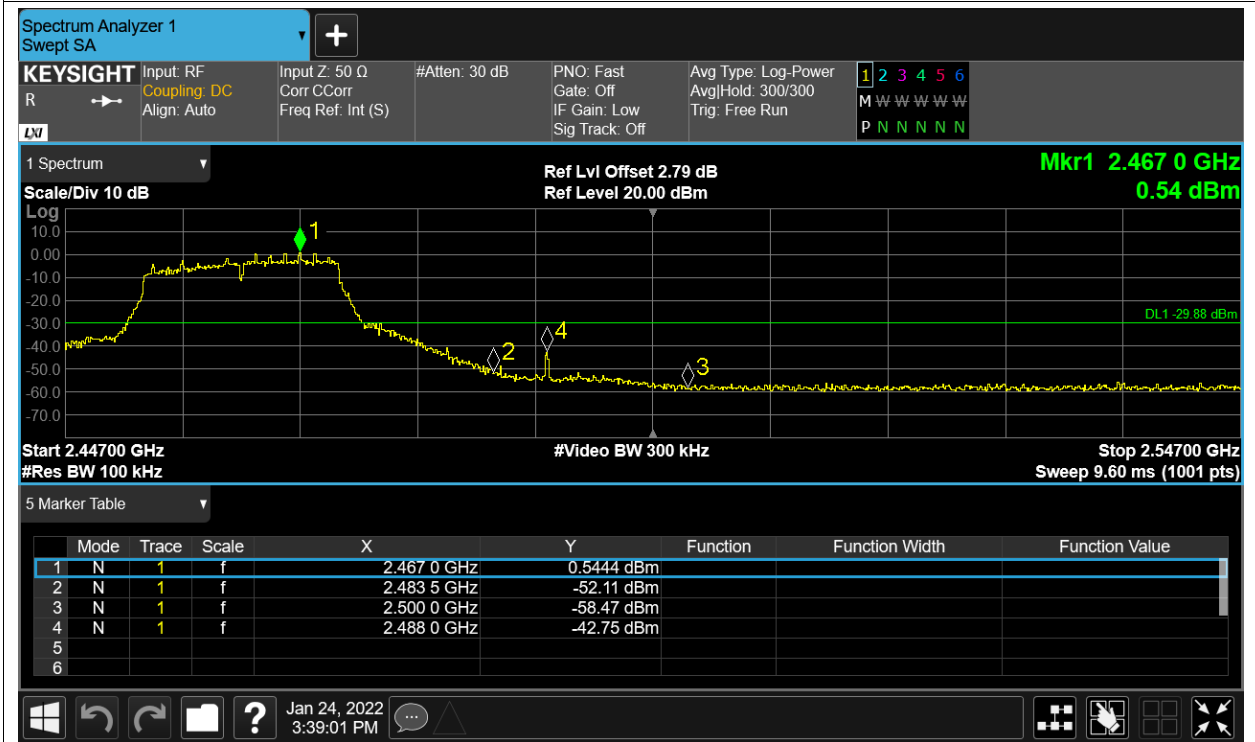 Spectrum Analyzer 1
Swept SA
KEYSIGHT
R
LXI
Input: RF
Coupling: DC
Align: Auto
Input Z: 50 Ω
Corr CCorr
Freq Ref: Int (S)
#Atten: 30 dB
PNO: Fast
Gate: Off
IF Gain: Low
Sig Track: Off
Avg Type: Log-Power
Avg|Hold: 300/300
Trig: Free Run
1 2 3 4 5 6
M W W W W W W
P N N N N N N
1 Spectrum
Scale/Div 10 dB
Ref Lvl Offset 2.79 dB
Ref Level 20.00 dBm
Mkr1 2.467 0 GHz
0.54 dBm
Log
10.0
0.00
-10.0
-20.0
-30.0
-40.0
-50.0
-60.0
-70.0
1
2
4
3
DL1 -29.88 dBm
Start 2.44700 GHz
#Video BW 300 kHz
Stop 2.54700 GHz
#Res BW 100 kHz
Sweep 9.60 ms (1001 pts)
5 Marker Table
Mode Trace Scale X Y Function Function Width Function Value
1 N 1 f 2.467 0 GHz 0.5444 dBm
2 N 1 f 2.483 5 GHz -52.11 dBm
3 N 1 f 2.500 0 GHz -58.47 dBm
4 N 1 f 2.488 0 GHz -42.75 dBm
5
6
?
Jan 24, 2022
3:39:01 PM